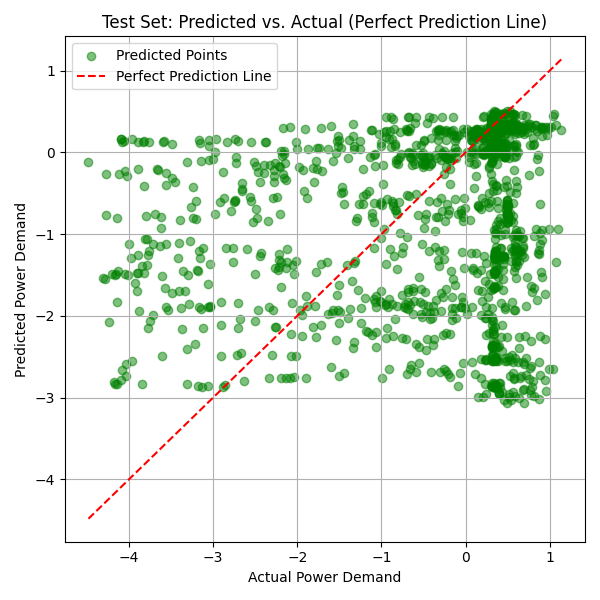 Test Set: Predicted vs. Actual (Perfect Prediction Line)
Predicted Points
Perfect Prediction Line
1
0
−1
−2
−3
−4
Predicted Power Demand
−4 −3 −2 −1 0 1
Actual Power Demand